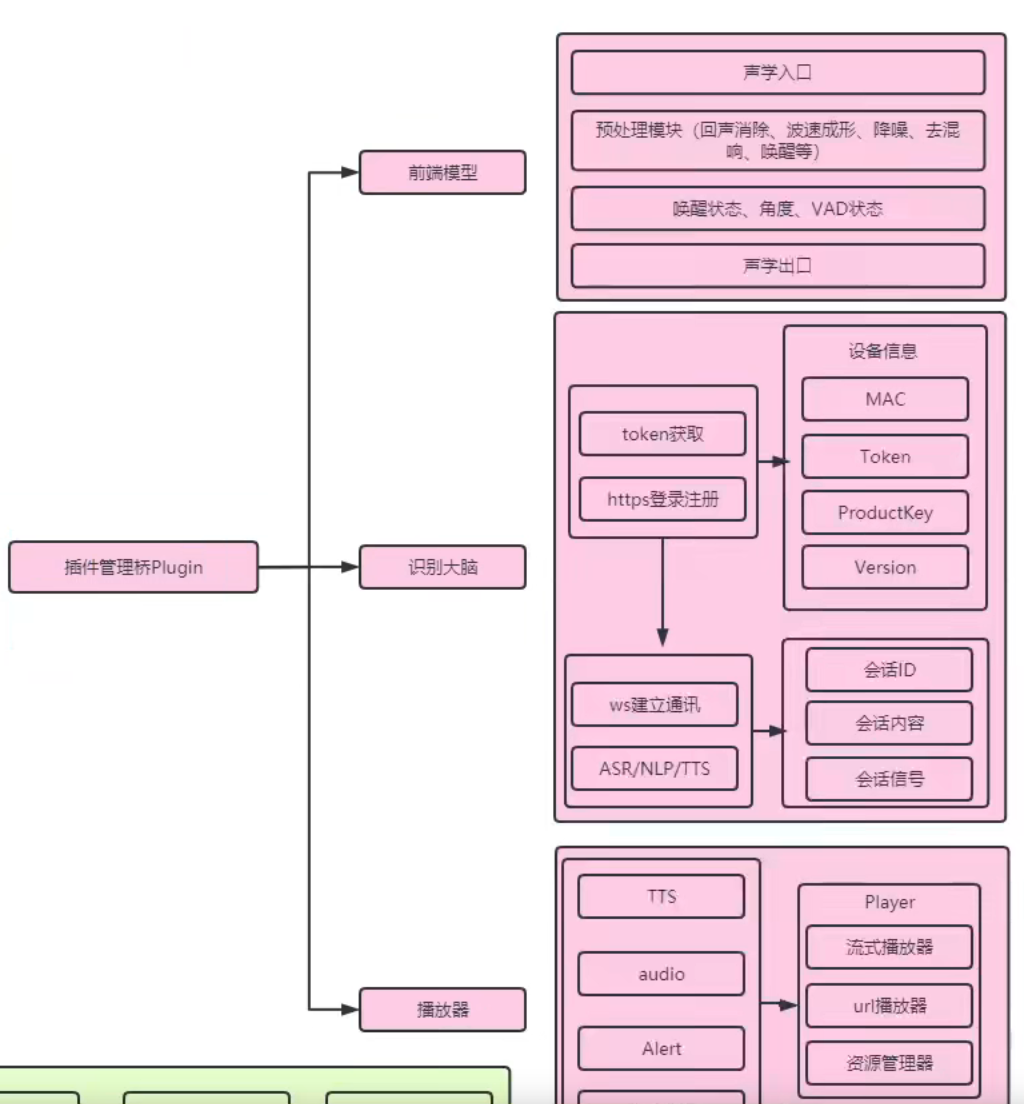 声学入口
预处理模块（回声消除、波速成形、降噪、去混
响、唤醒等）
前端模型
唤醒状态、角度、VAD状态
声学出口
设备信息
MAC
token获取
Token
https登录注册
ProductKey
插件管理桥Plugin
识别大脑
Version
会话ID
ws建立通讯
会话内容
ASR/NLP/TTS
会话信号
TTS
Player
流式播放器
audio
播放器
url播放器
Alert
资源管理器